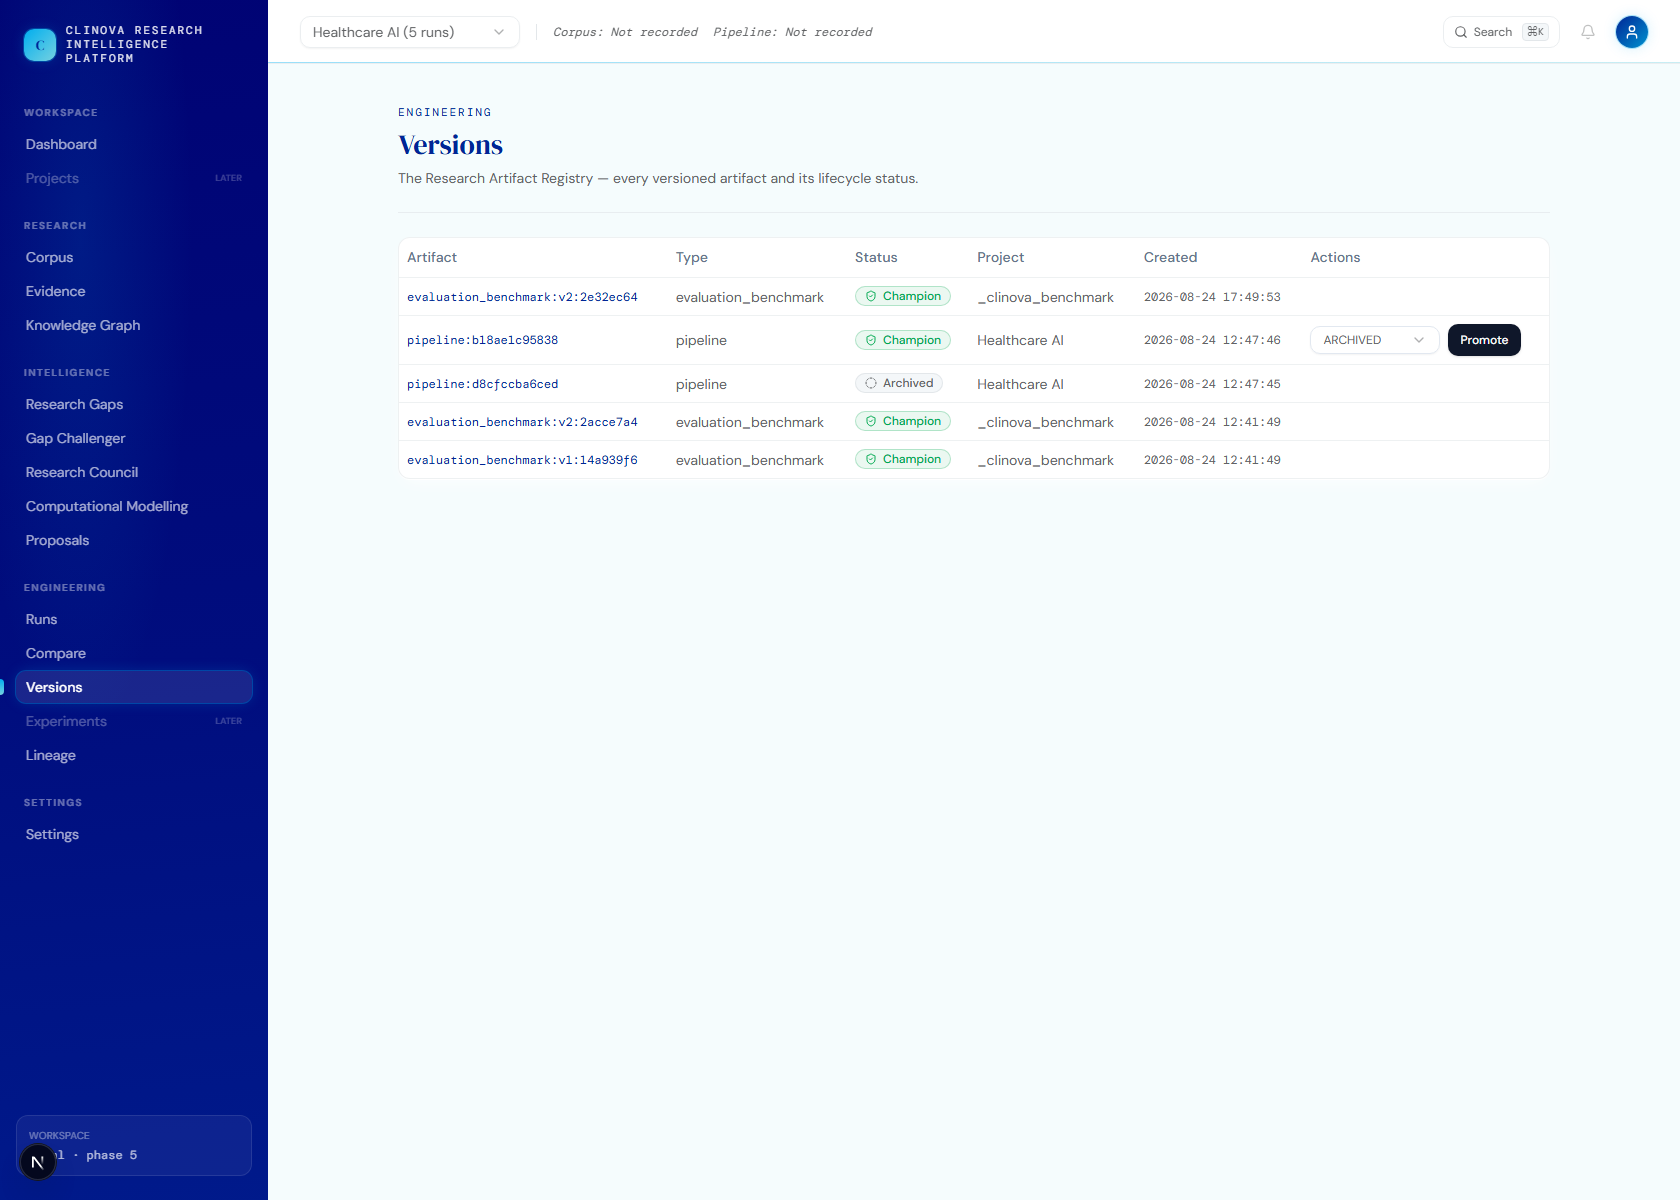 C
CLINOVA RESEARCH
INTELLIGENCE
PLATFORM
WORKSPACE
Dashboard
Projects LATER
RESEARCH
Corpus
Evidence
Knowledge Graph
INTELLIGENCE
Research Gaps
Gap Challenger
Research Council
Computational Modelling
Proposals
ENGINEERING
Runs
Compare
Versions
Experiments LATER
Lineage
SETTINGS
Settings
WORKSPACE
· phase 5
N
Healthcare AI (5 runs)
Corpus: Not recorded Pipeline: Not recorded
Search ⌘K
ENGINEERING
Versions
The Research Artifact Registry — every versioned artifact and its lifecycle status.
Artifact Type Status Project Created Actions
evaluation_benchmark:v2:2e32ec64 evaluation_benchmark Champion _clinova_benchmark 2026-08-24 17:49:53
pipeline:b18ae1c95838 pipeline Champion Healthcare AI 2026-08-24 12:47:46 ARCHIVED Promote
pipeline:d8cfccba6ced pipeline Archived Healthcare AI 2026-08-24 12:47:45
evaluation_benchmark:v2:2acce7a4 evaluation_benchmark Champion _clinova_benchmark 2026-08-24 12:41:49
evaluation_benchmark:v1:14a939f6 evaluation_benchmark Champion _clinova_benchmark 2026-08-24 12:41:49